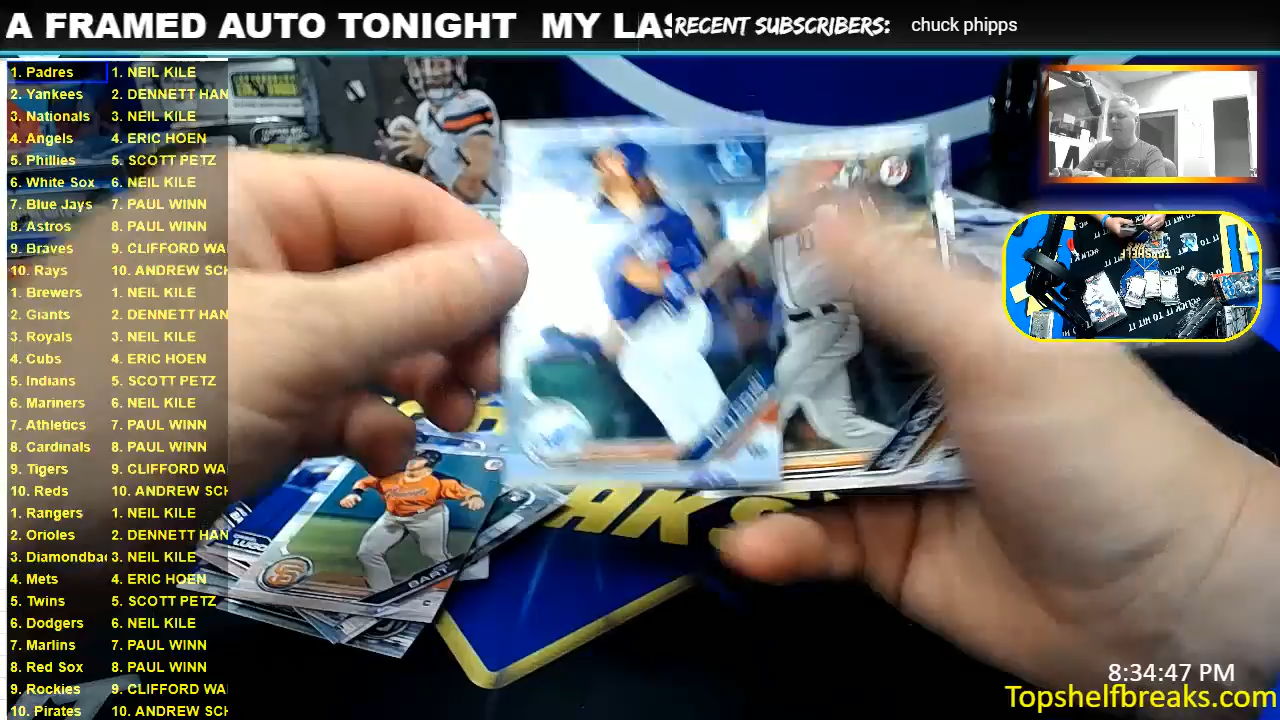 A FRAMED AUTO TONIGHT MY LAS
RECENT SUBSCRIBERS: chuck phipps
1. Padres 1. NEIL KILE
2. Yankees 2. DENNETT HAN
3. Nationals 3. NEIL KILE
4. Angels 4. ERIC HOEN
5. Phillies 5. SCOTT PETZ
6. White Sox 6. NEIL KILE
7. Blue Jays 7. PAUL WINN
8. Astros 8. PAUL WINN
9. Braves 9. CLIFFORD WA
10. Rays 10. ANDREW SCH
1. Brewers 1. NEIL KILE
2. Giants 2. DENNETT HAN
3. Royals 3. NEIL KILE
4. Cubs 4. ERIC HOEN
5. Indians 5. SCOTT PETZ
6. Mariners 6. NEIL KILE
7. Athletics 7. PAUL WINN
8. Cardinals 8. PAUL WINN
9. Tigers 9. CLIFFORD WA
10. Reds 10. ANDREW SCH
1. Rangers 1. NEIL KILE
2. Orioles 2. DENNETT HAN
3. Diamondbac 3. NEIL KILE
4. Mets 4. ERIC HOEN
5. Twins 5. SCOTT PETZ
6. Dodgers 6. NEIL KILE
7. Marlins 7. PAUL WINN
8. Red Sox 8. PAUL WINN
9. Rockies 9. CLIFFORD WA
10. Pirates 10. ANDREW SCH
BART
C
AKS
8:34:47 PM
Topshelfbreaks.com